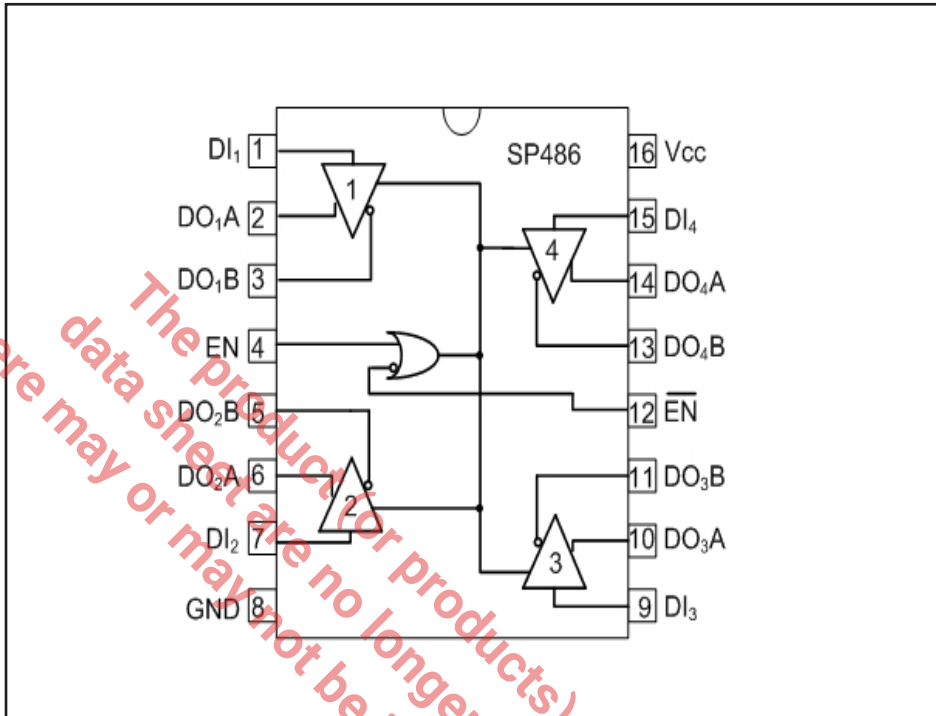 SP486
DI₁ 1
DO₁A 2
DO₁B 3
EN 4
DO₂B 5
DO₂A 6
DI₂ 7
GND 8
16 Vcc
15 DI₄
14 DO₄A
13 DO₄B
12 E̅N̅
11 DO₃B
10 DO₃A
9 DI₃
1
2
3
4
The product (or products)
data sheet are no longer
may or may not be